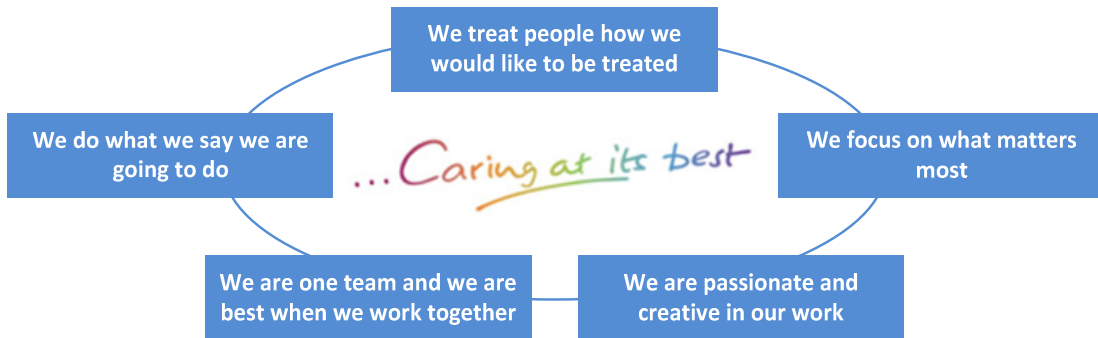 We treat people how we
would like to be treated
We do what we say we are
going to do
...Caring at its best
We focus on what matters
most
We are one team and we are
best when we work together
We are passionate and
creative in our work